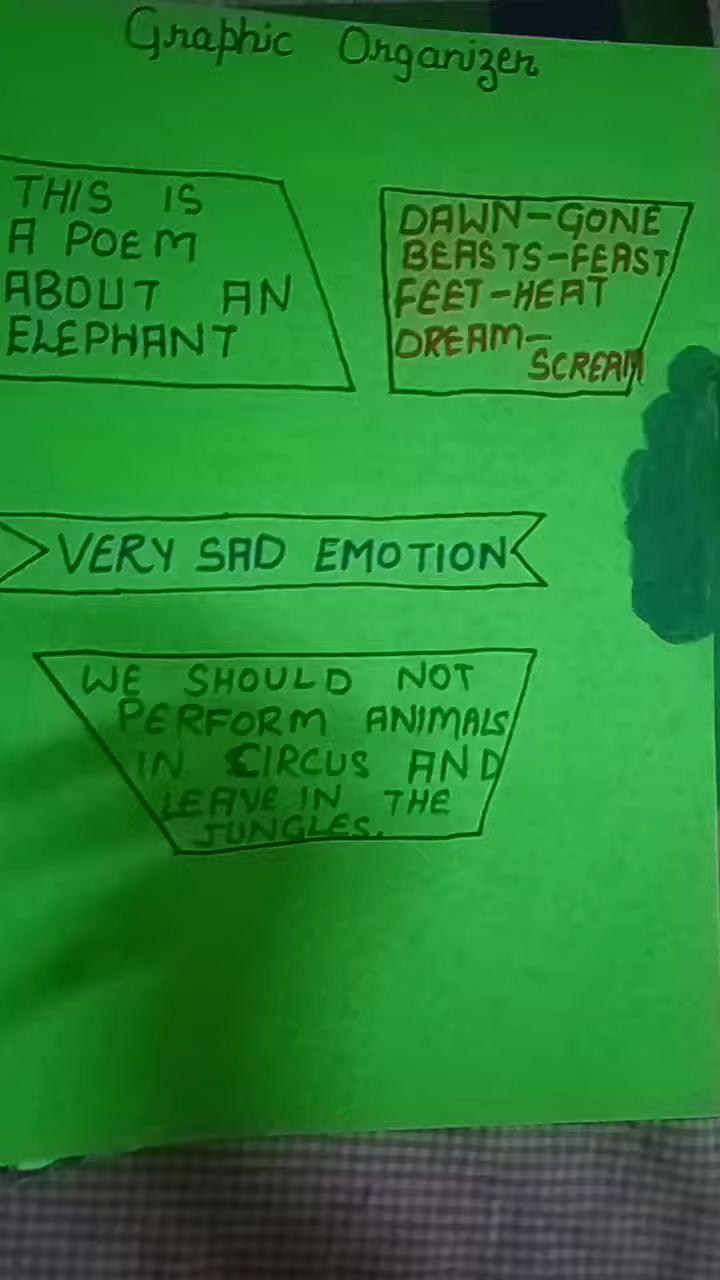 Graphic Organizer
THIS IS
A POEM
ABOUT AN
ELEPHANT
DAWN-GONE
BEASTS-FEAST
FEET-HEAT
DREAM-
SCREAM
VERY SAD EMOTION
WE SHOULD NOT
PERFORM ANIMALS
IN CIRCUS AND
LEAVE IN THE
JUNGLES.